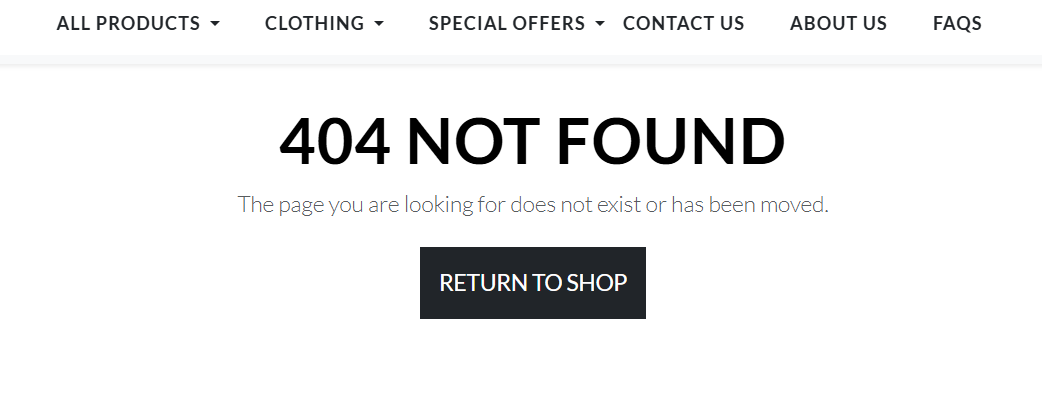 ALL PRODUCTS CLOTHING SPECIAL OFFERS CONTACT US ABOUT US FAQS
404 NOT FOUND
The page you are looking for does not exist or has been moved.
RETURN TO SHOP